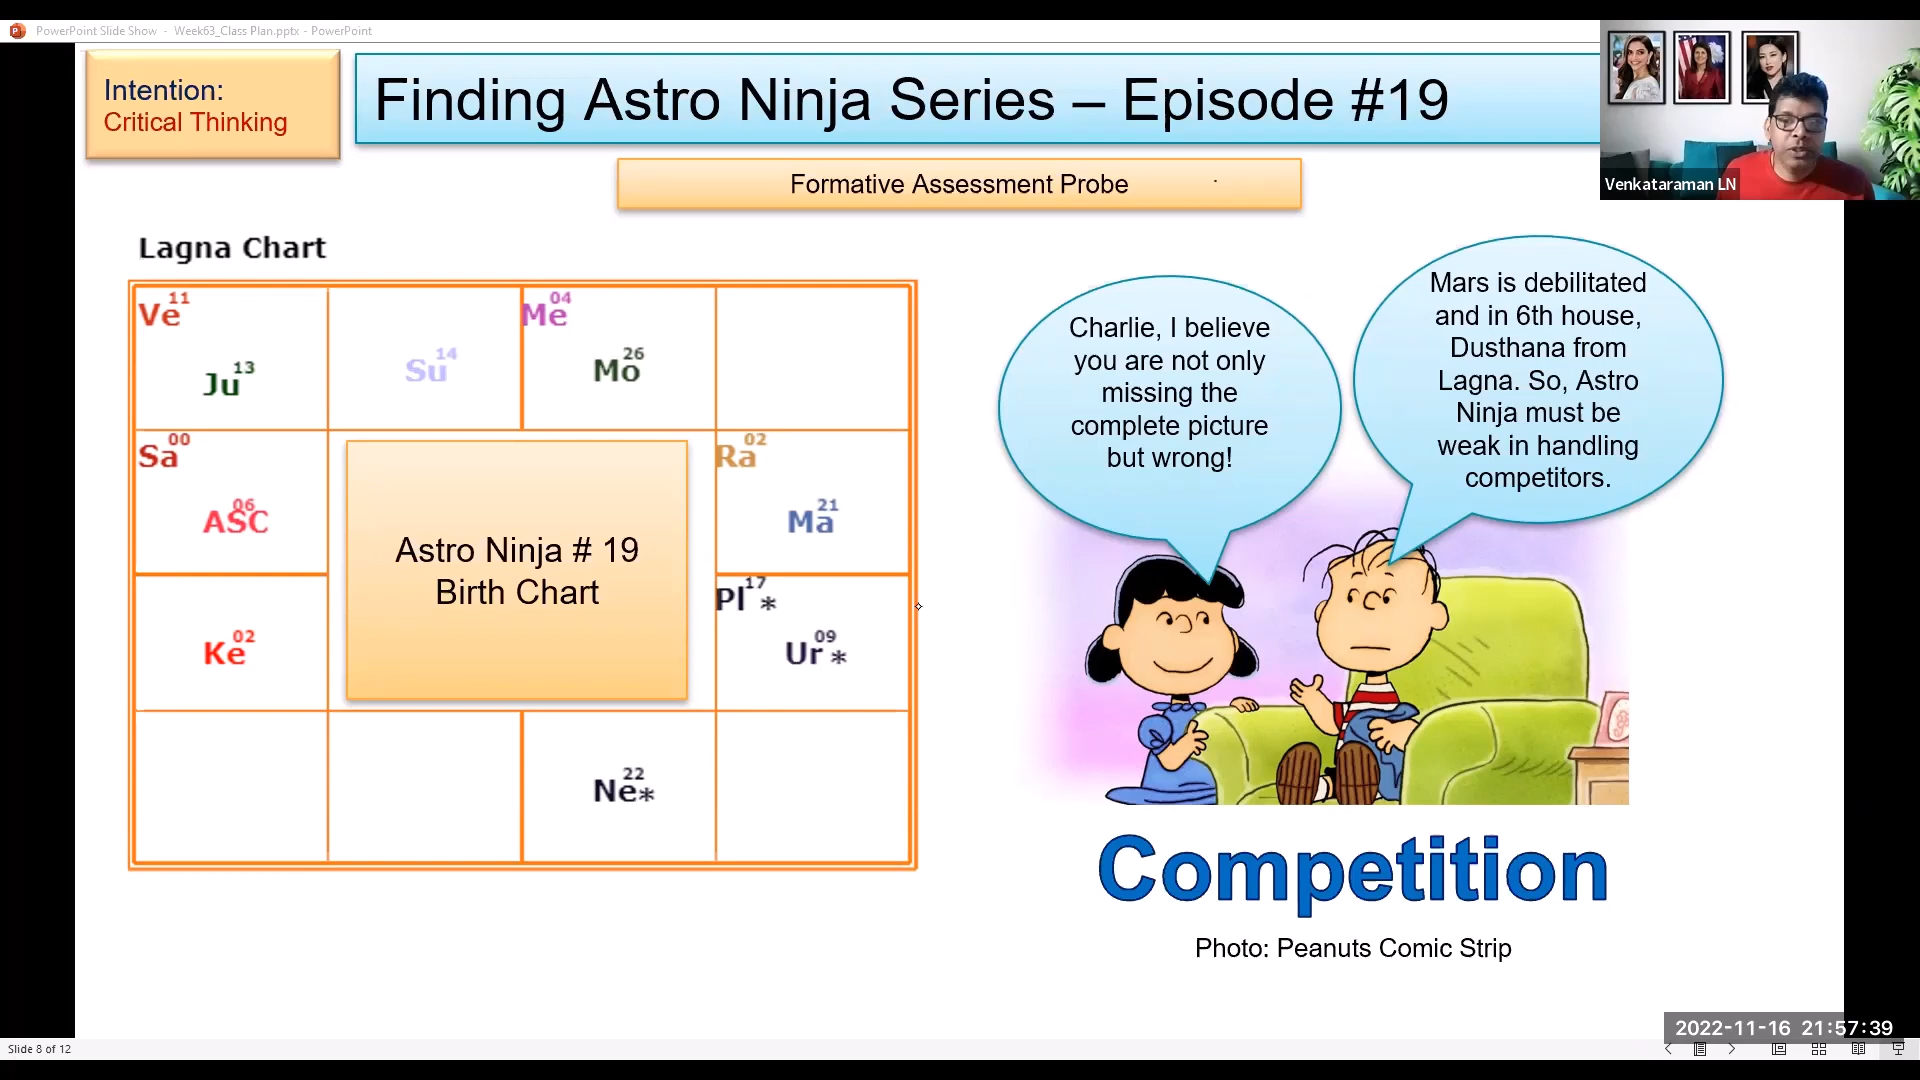 PowerPoint Slide Show - Week63_Class Plan.pptx - PowerPoint
Intention:
Critical Thinking
Finding Astro Ninja Series – Episode #19
Formative Assessment Probe
Venkataraman LN
Lagna Chart
Ve 11
Ju 13
Su 14
Me 04
Mo 26
Sa 00
ASC 06
Ra 02
Ma 21
Ke 02
Pl 17 *
Ur 09 *
Ne 22 *
Astro Ninja # 19
Birth Chart
Charlie, I believe
you are not only
missing the
complete picture
but wrong!
Mars is debilitated
and in 6th house,
Dusthana from
Lagna. So, Astro
Ninja must be
weak in handling
competitors.
Competition
Photo: Peanuts Comic Strip
2022-11-16 21:57:39
Slide 8 of 12